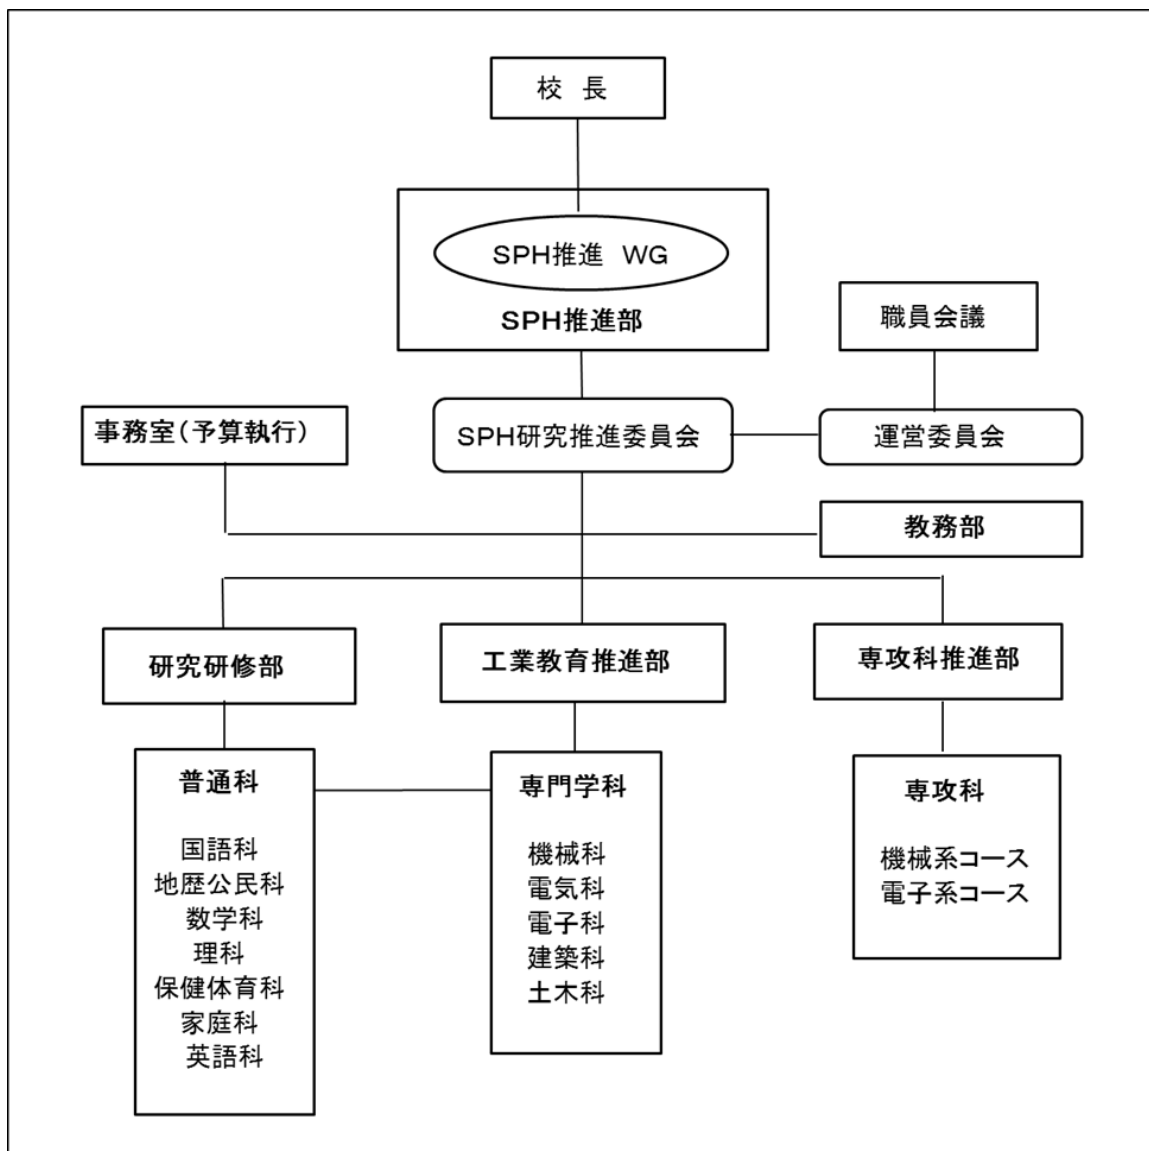 校 長
SPH推進 WG
SPH推進部
職員会議
事務室(予算執行)
SPH研究推進委員会
運営委員会
教務部
研究研修部
工業教育推進部
専攻科推進部
普通科
国語科
地歴公民科
数学科
理科
保健体育科
家庭科
英語科
専門学科
機械科
電気科
電子科
建築科
土木科
専攻科
機械系コース
電子系コース